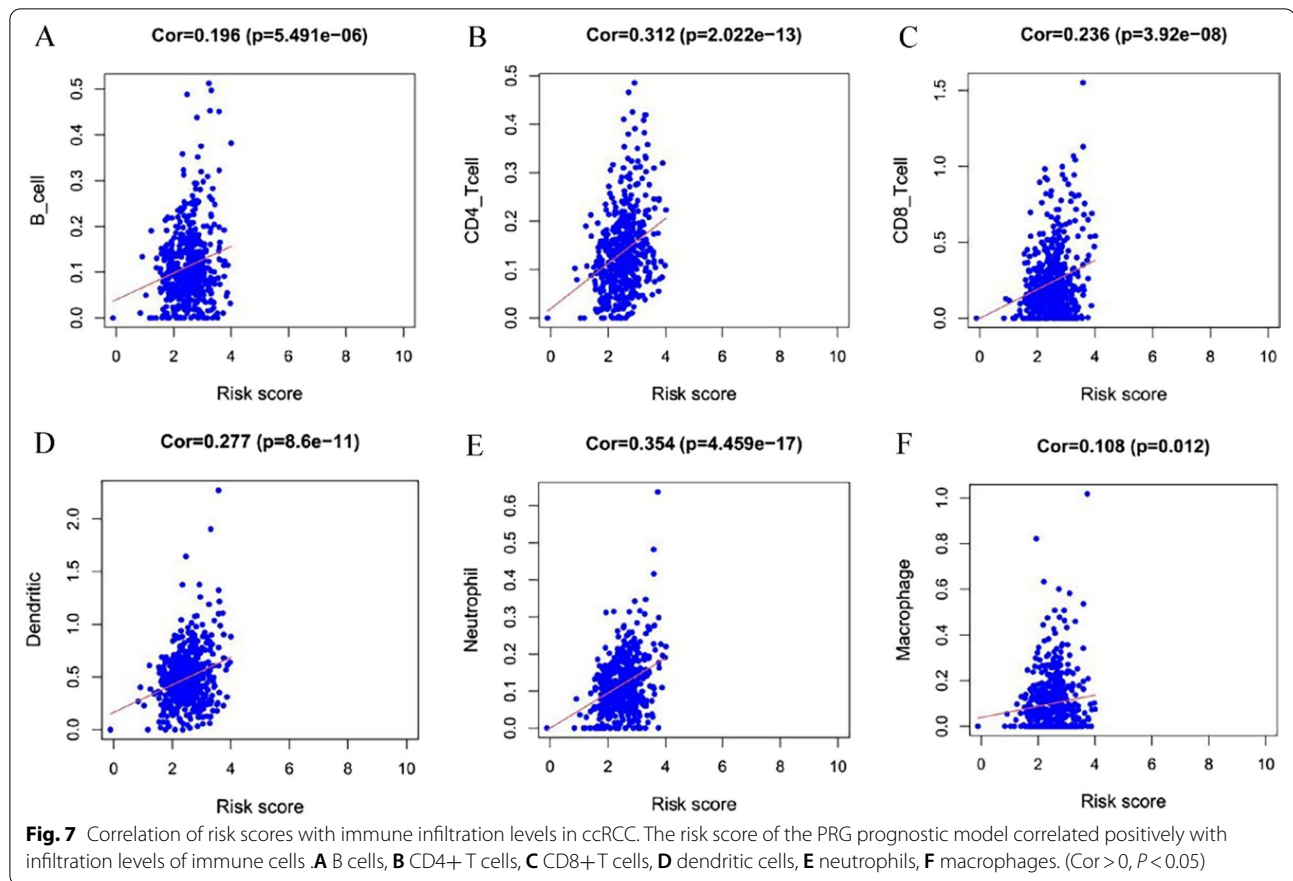 A
Cor=0.196 (p=5.491e−06)
B_cell
0.5
0.4
0.3
0.2
0.1
0.0
0 2 4 6 8 10
Risk score
B
Cor=0.312 (p=2.022e−13)
CD4_Tcell
0.5
0.4
0.3
0.2
0.1
0.0
0 2 4 6 8 10
Risk score
C
Cor=0.236 (p=3.92e−08)
CD8_Tcell
1.5
1.0
0.5
0.0
0 2 4 6 8 10
Risk score
D
Cor=0.277 (p=8.6e−11)
Dendritic
2.0
1.5
1.0
0.5
0.0
0 2 4 6 8 10
Risk score
E
Cor=0.354 (p=4.459e−17)
Neutrophil
0.6
0.5
0.4
0.3
0.2
0.1
0.0
0 2 4 6 8 10
Risk score
F
Cor=0.108 (p=0.012)
Macrophage
1.0
0.8
0.6
0.4
0.2
0.0
0 2 4 6 8 10
Risk score
Fig. 7 Correlation of risk scores with immune infiltration levels in ccRCC. The risk score of the PRG prognostic model correlated positively with
infiltration levels of immune cells .A B cells, B CD4+ T cells, C CD8+T cells, D dendritic cells, E neutrophils, F macrophages. (Cor > 0, P < 0.05)